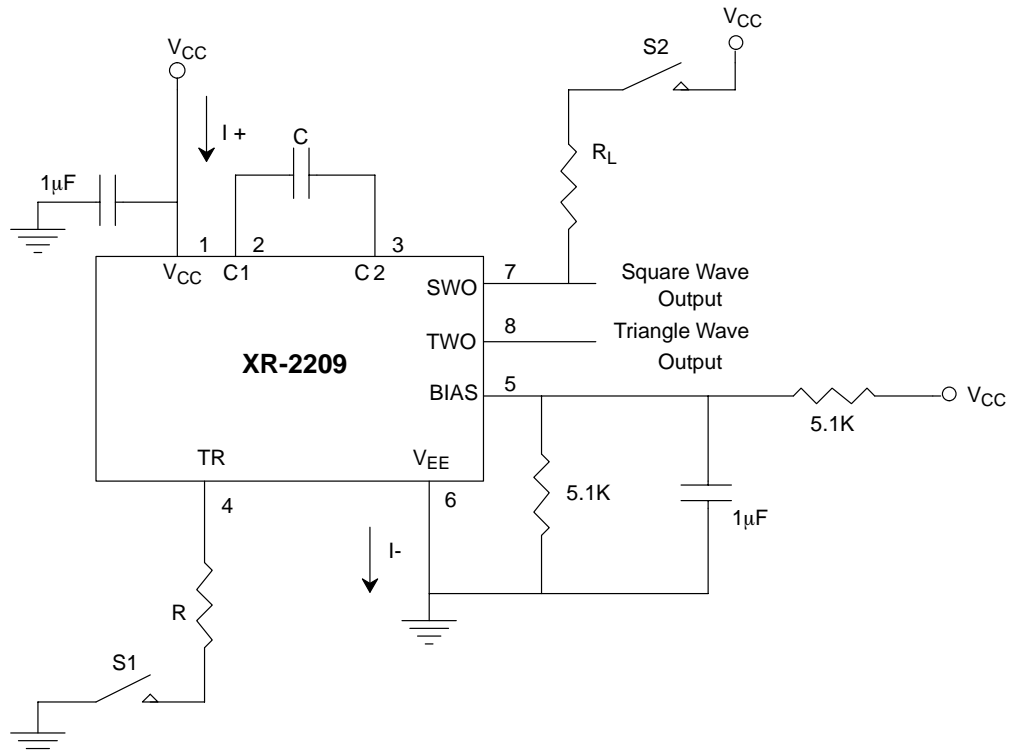 VCC
S2
VCC
I +
C
RL
1µF
1
2
3
VCC
C1
C2
7
SWO
Square Wave
Output
8
TWO
Triangle Wave
Output
XR-2209
5
BIAS
VCC
5.1K
TR
VEE
4
6
5.1K
1µF
I-
R
S1